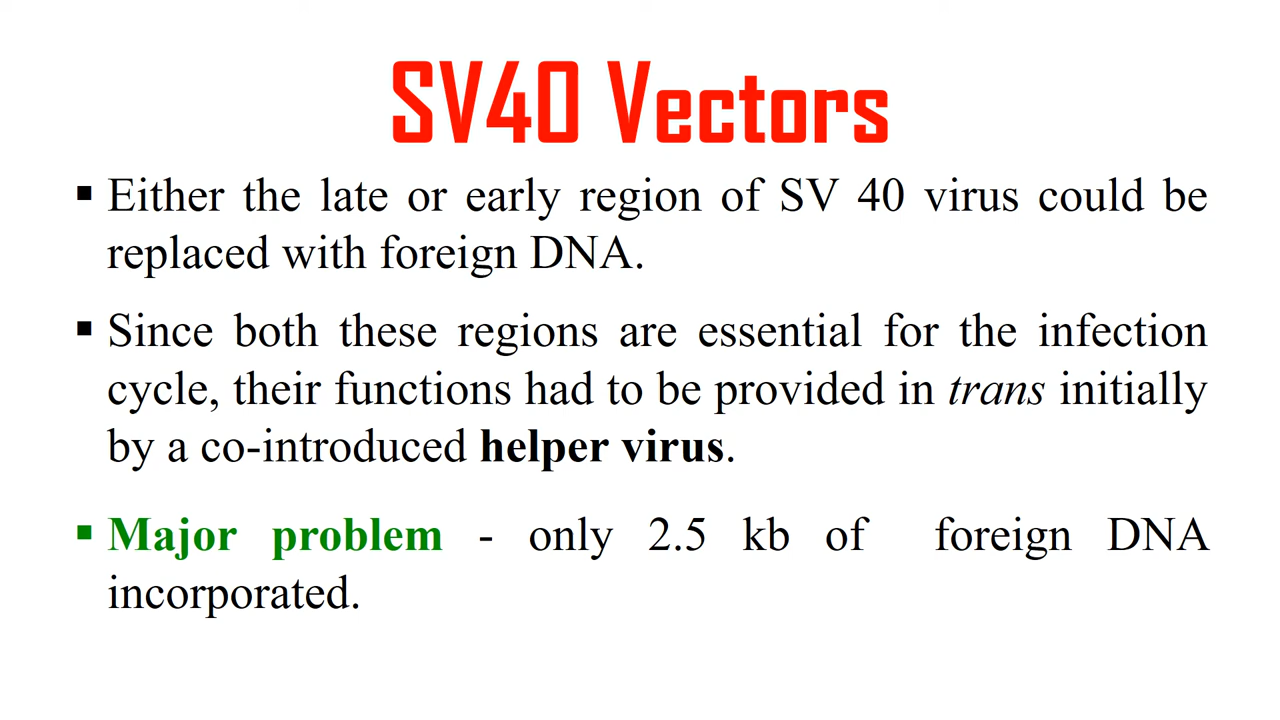 SV40 Vectors
▪ Either the late or early region of SV 40 virus could be
replaced with foreign DNA.
▪ Since both these regions are essential for the infection
cycle, their functions had to be provided in trans initially
by a co-introduced helper virus.
▪ Major problem - only 2.5 kb of foreign DNA
incorporated.